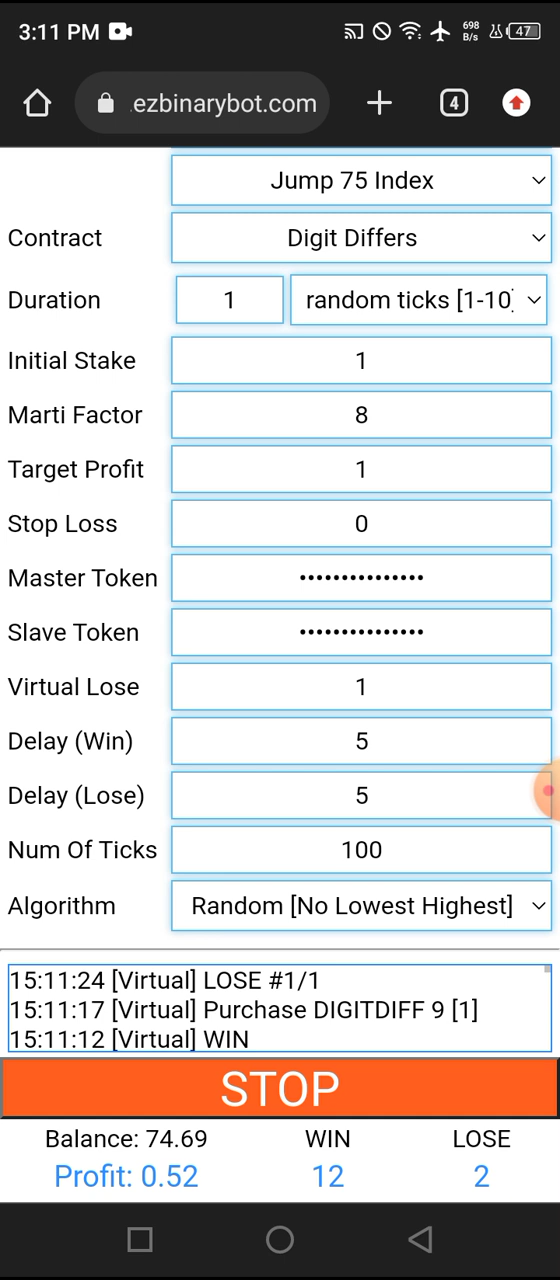 3:11 PM 698 B/s 47
.ezbinarybot.com 4
Jump 75 Index
Contract Digit Differs
Duration 1 random ticks [1-10]
Initial Stake 1
Marti Factor 8
Target Profit 1
Stop Loss 0
Master Token •••••••••••••••
Slave Token •••••••••••••••
Virtual Lose 1
Delay (Win) 5
Delay (Lose) 5
Num Of Ticks 100
Algorithm Random [No Lowest Highest]
15:11:24 [Virtual] LOSE #1/1
15:11:17 [Virtual] Purchase DIGITDIFF 9 [1]
15:11:12 [Virtual] WIN
STOP
Balance: 74.69 WIN LOSE
Profit: 0.52 12 2